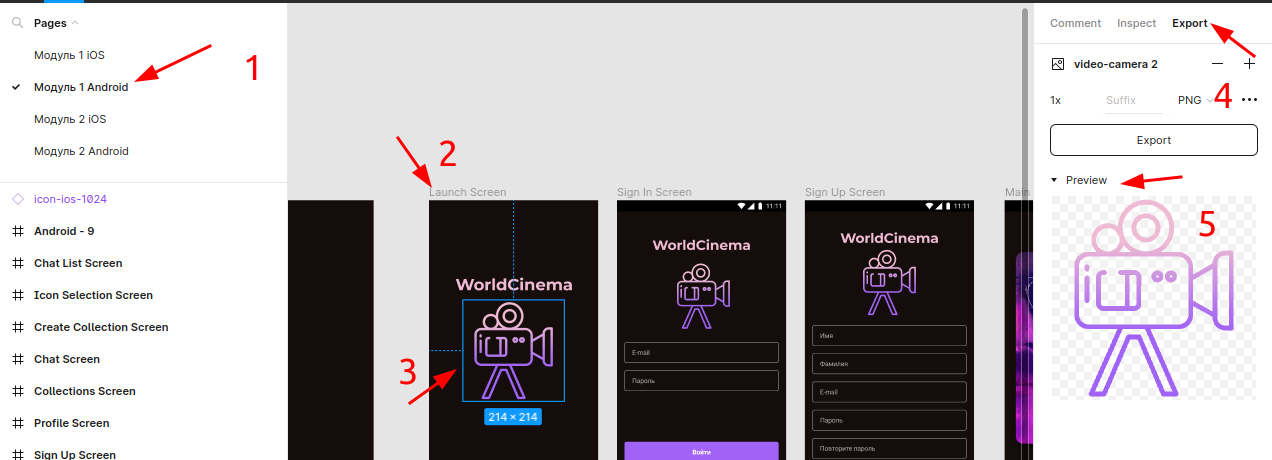 Pages
Модуль 1 iOS
Модуль 1 Android
Модуль 2 iOS
Модуль 2 Android
icon-ios-1024
Android - 9
Chat List Screen
Icon Selection Screen
Create Collection Screen
Chat Screen
Collections Screen
Profile Screen
Sign Up Screen
1
2
3
Launch Screen
WorldCinema
214 × 214
Sign In Screen
11:11
WorldCinema
E-mail
Пароль
Войти
Sign Up Screen
11:11
WorldCinema
Имя
Фамилия
E-mail
Пароль
Повторите пароль
Main
Comment Inspect Export
video-camera 2
1x Suffix PNG
4
Export
Preview
5